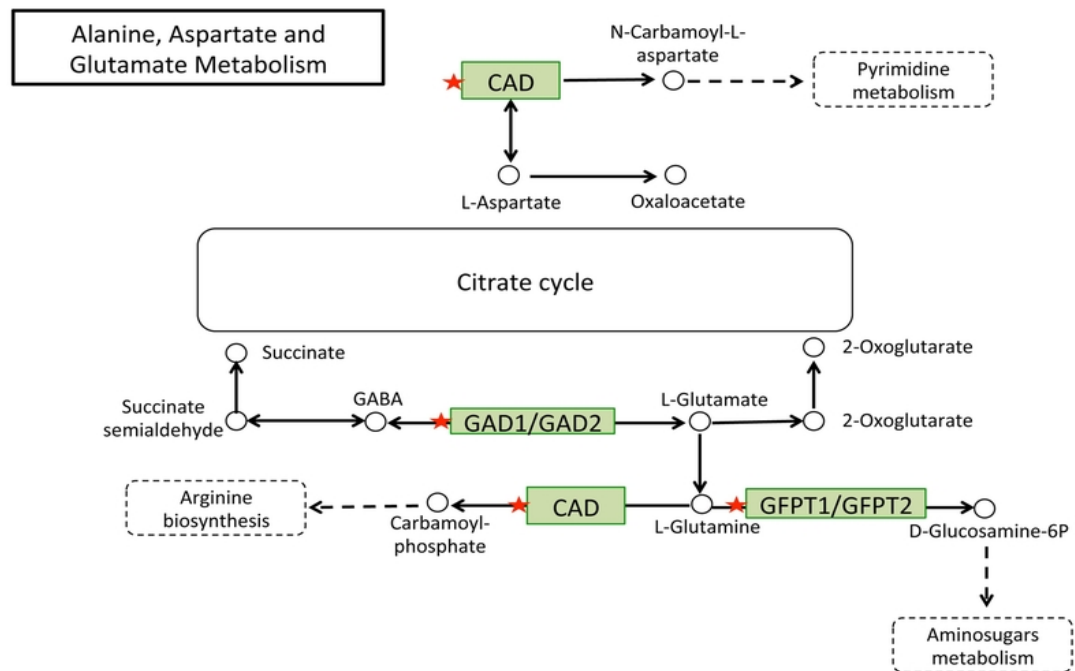 Alanine, Aspartate and
Glutamate Metabolism
N-Carbamoyl-L-
aspartate
CAD
Pyrimidine
metabolism
L-Aspartate
Oxaloacetate
Citrate cycle
Succinate
2-Oxoglutarate
Succinate
semialdehyde
GABA
GAD1/GAD2
L-Glutamate
2-Oxoglutarate
Arginine
biosynthesis
Carbamoyl-
phosphate
CAD
L-Glutamine
GFPT1/GFPT2
D-Glucosamine-6P
Aminosugars
metabolism